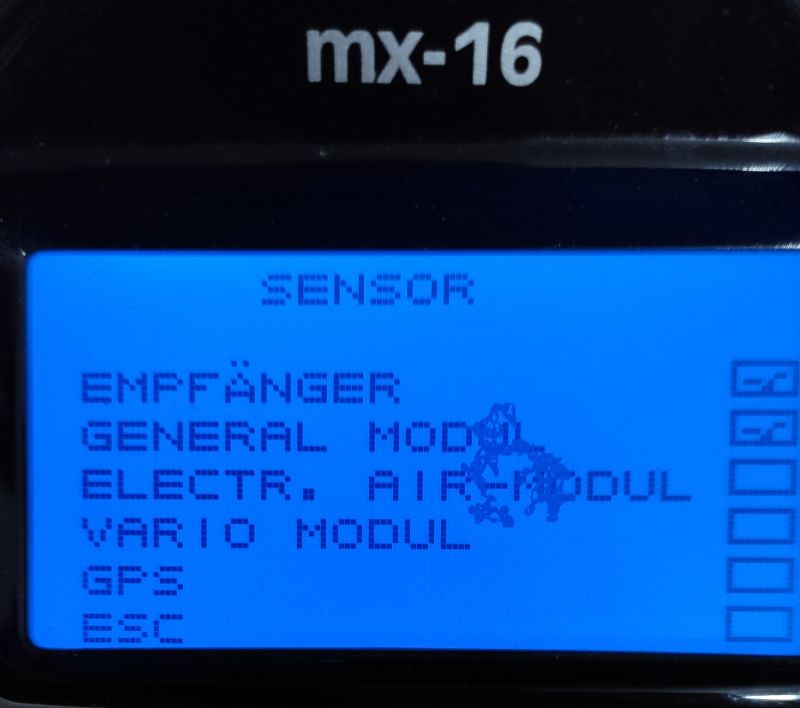 mx-16
SENSOR
EMPFÄNGER
GENERAL MODUL
ELECTR. AIR-MODUL
VARIO MODUL
GPS
ESC